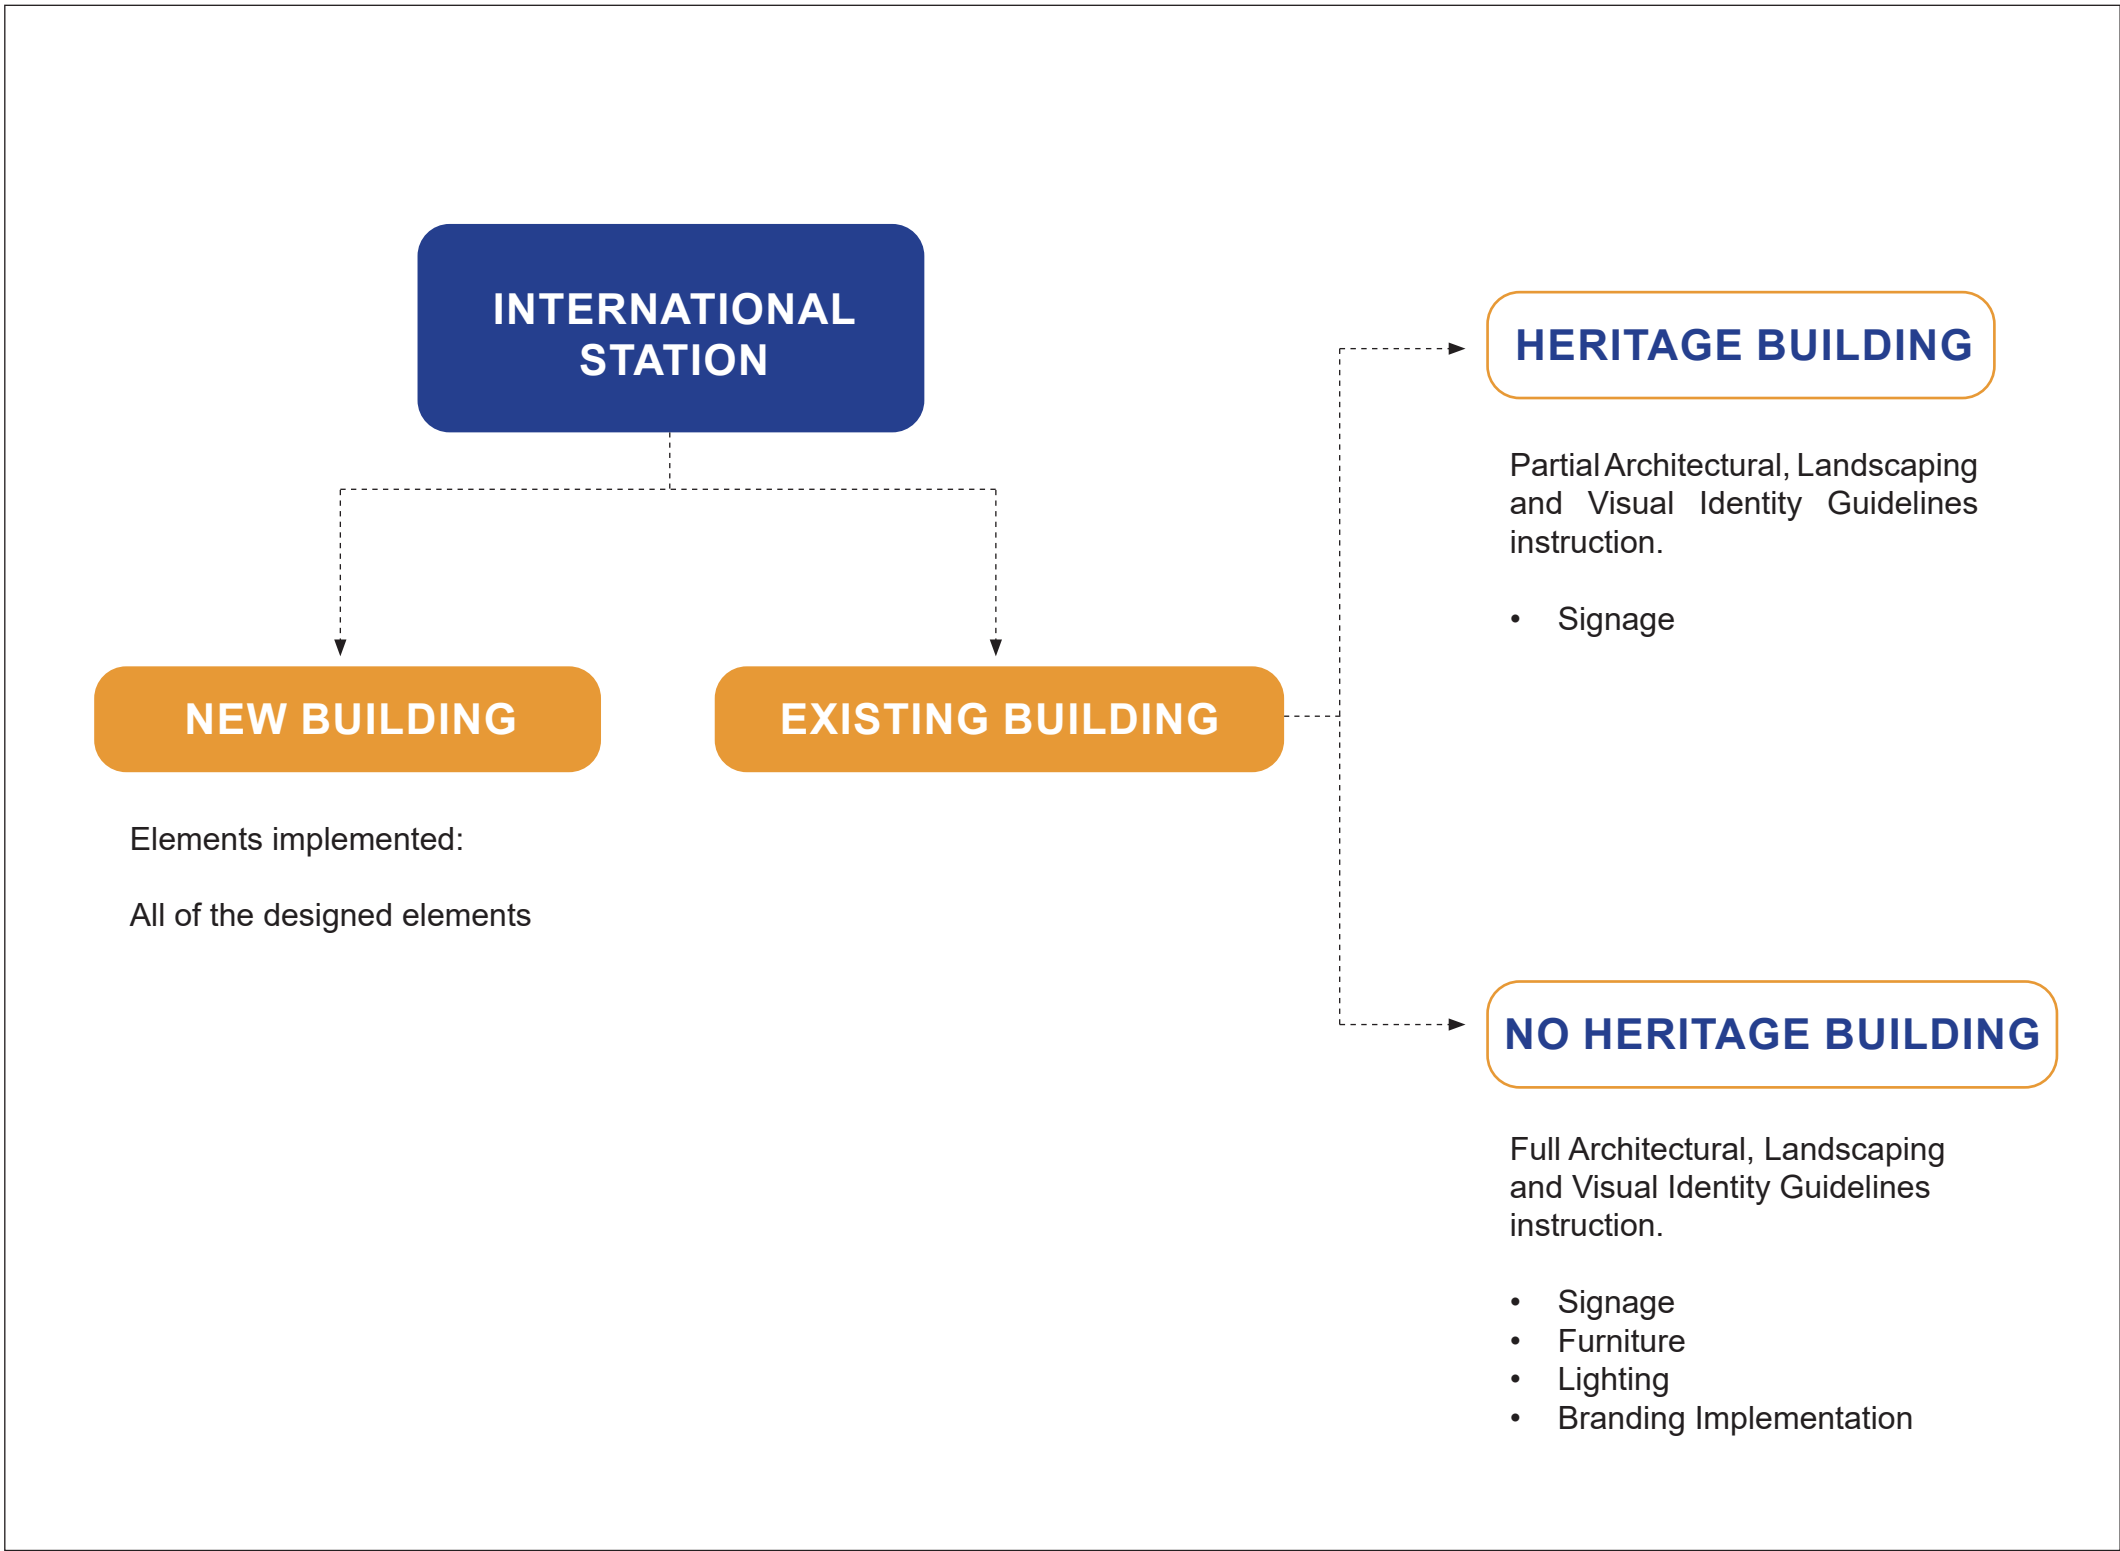 INTERNATIONAL
STATION
NEW BUILDING
Elements implemented:
All of the designed elements
EXISTING BUILDING
HERITAGE BUILDING
Partial Architectural, Landscaping
and Visual Identity Guidelines
instruction.
• Signage
NO HERITAGE BUILDING
Full Architectural, Landscaping
and Visual Identity Guidelines
instruction.
• Signage
• Furniture
• Lighting
• Branding Implementation